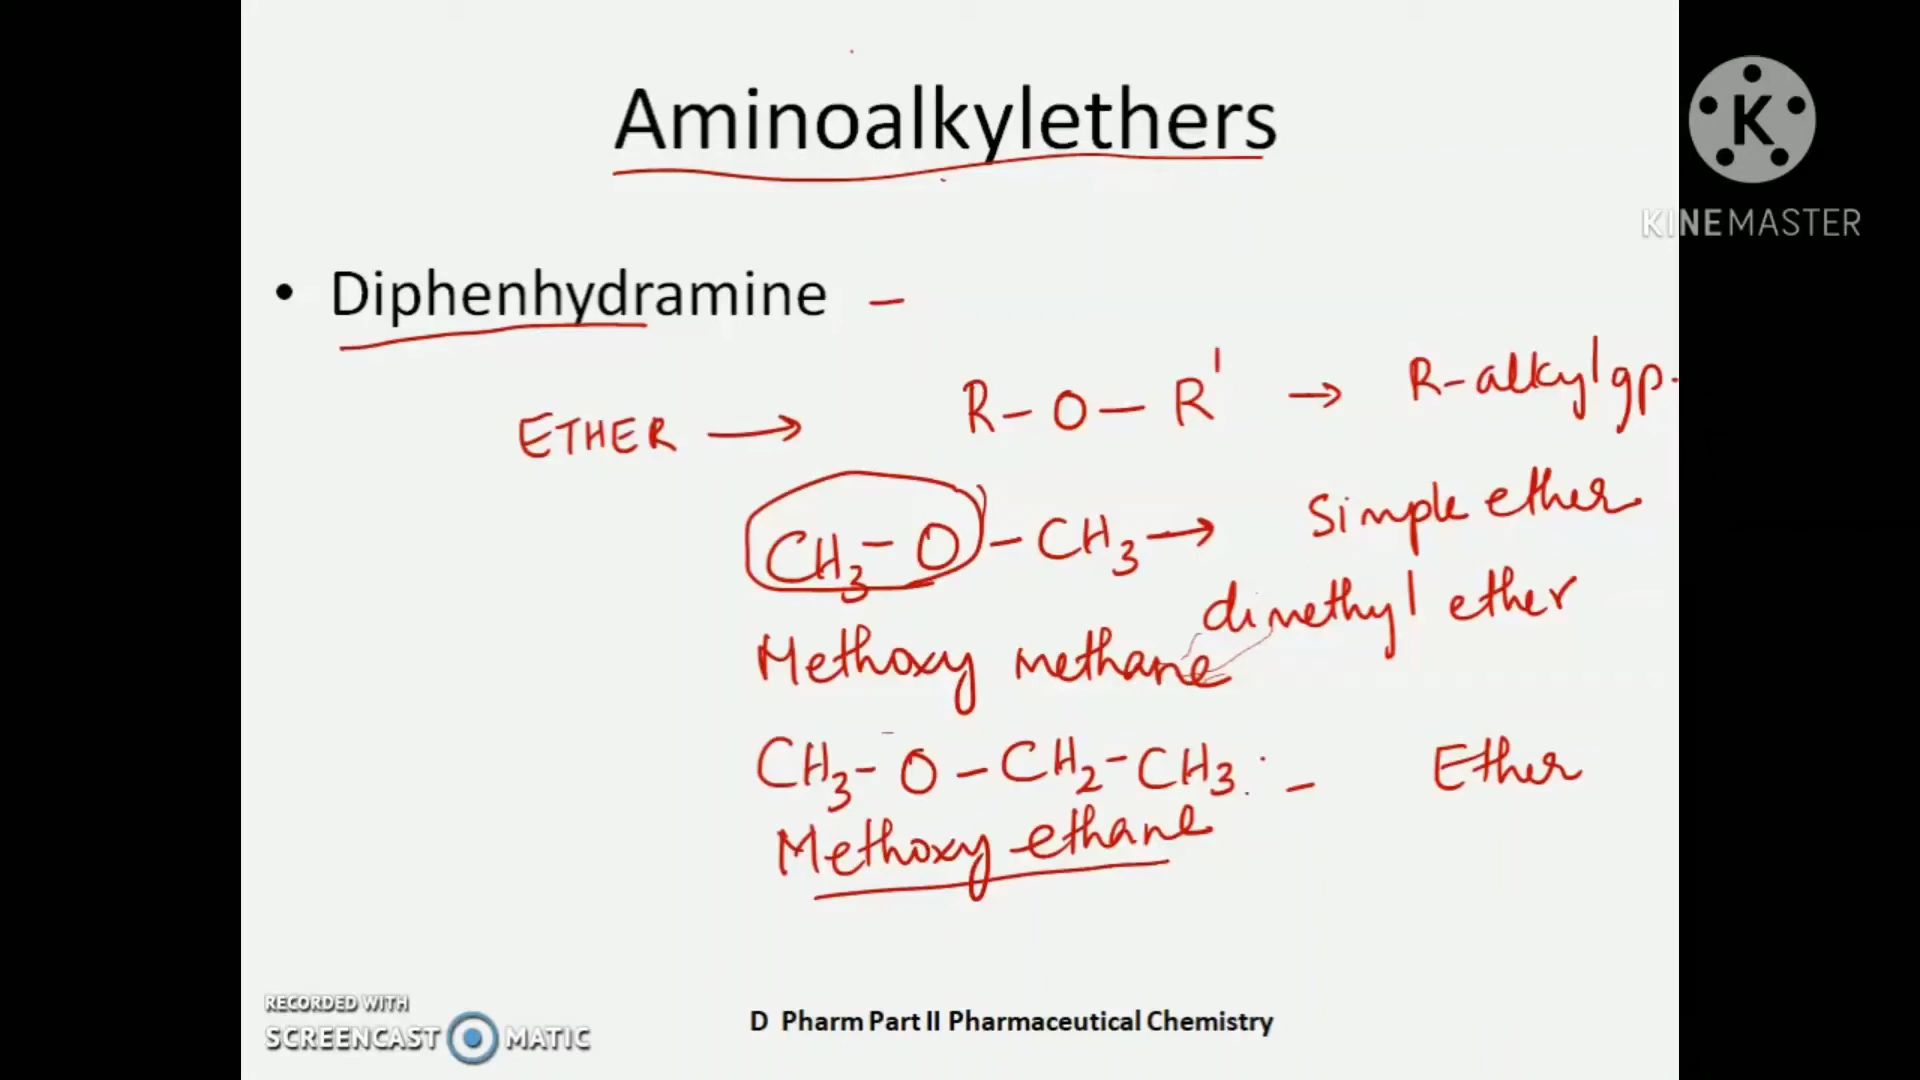 Aminoalkylethers
K
KINEMASTER
• Diphenhydramine –
ETHER → R–O–R' → R-alkyl gp.
CH3–O–CH3 → Simple ether
dimethyl ether
Methoxy methane
CH3–O–CH2–CH3 :– Ether
Methoxy ethane
RECORDED WITH
SCREENCAST MATIC
D Pharm Part II Pharmaceutical Chemistry